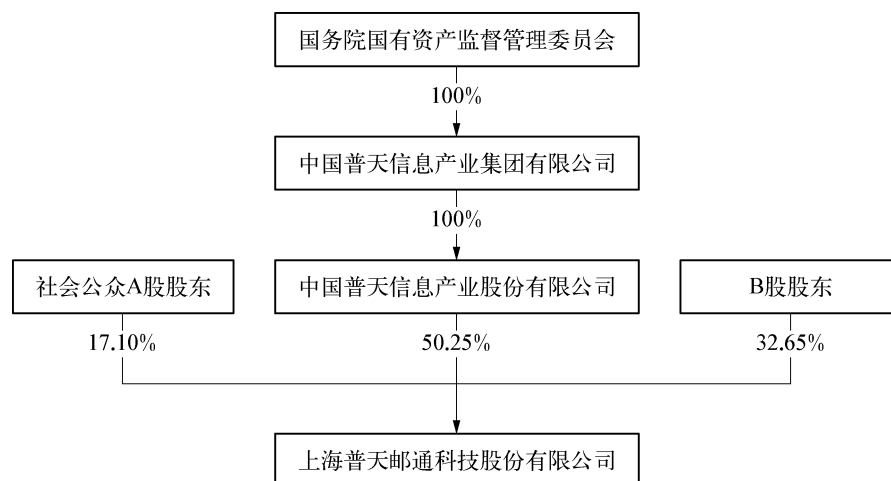 国务院国有资产监督管理委员会
100%
中国普天信息产业集团有限公司
100%
社会公众A股股东
中国普天信息产业股份有限公司
B股股东
17.10%
50.25%
32.65%
上海普天邮通科技股份有限公司